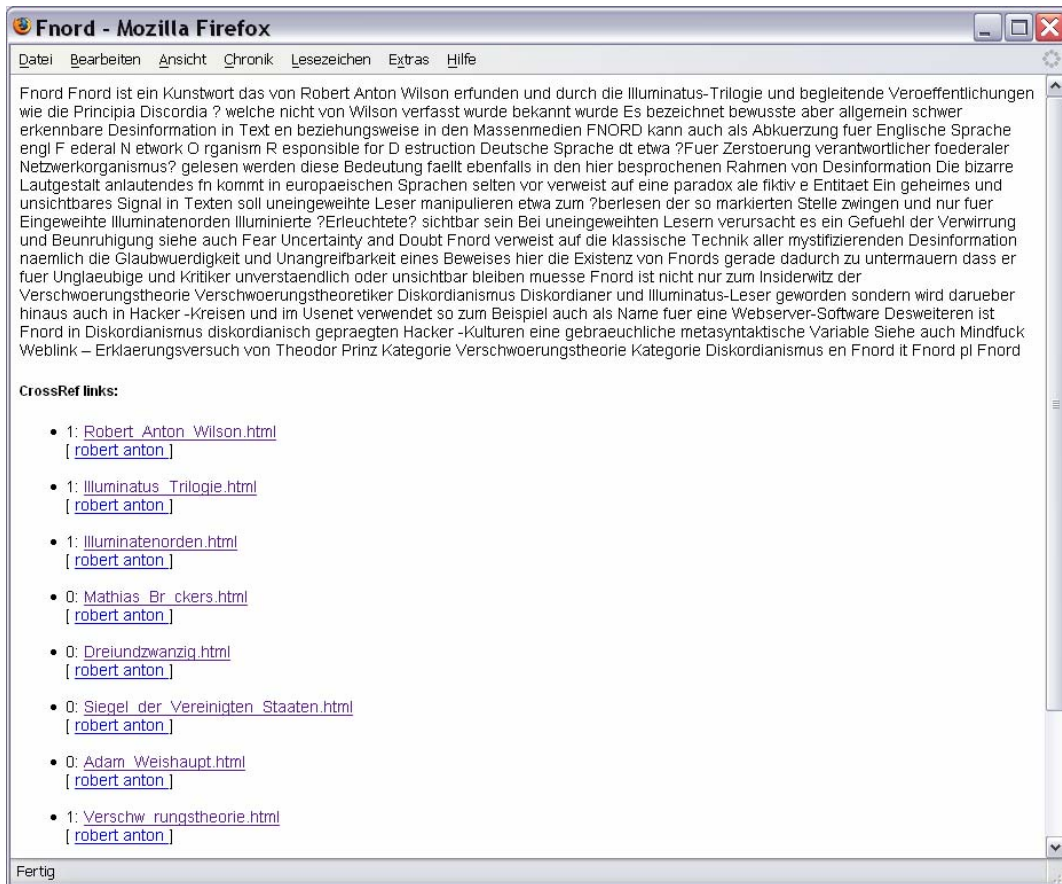 Fnord - Mozilla Firefox
Datei Bearbeiten Ansicht Chronik Lesezeichen Extras Hilfe
Fnord Fnord ist ein Kunstwort das von Robert Anton Wilson erfunden und durch die Illuminatus-Trilogie und begleitende Veroeffentlichungen
wie die Principia Discordia ? welche nicht von Wilson verfasst wurde bekannt wurde Es bezeichnet bewusste aber allgemein schwer
erkennbare Desinformation in Text en beziehungsweise in den Massenmedien FNORD kann auch als Abkuerzung fuer Englische Sprache
engl F ederal N etwork O rganism R esponsible for D estruction Deutsche Sprache dt etwa ?Fuer Zerstoerung verantwortlicher foederaler
Netzwerkorganismus? gelesen werden diese Bedeutung faellt ebenfalls in den hier besprochenen Rahmen von Desinformation Die bizarre
Lautgestalt anlautendes fn kommt in europaeischen Sprachen selten vor verweist auf eine paradox ale fiktiv e Entitaet Ein geheimes und
unsichtbares Signal in Texten soll uneingeweihte Leser manipulieren etwa zum ?berlesen der so markierten Stelle zwingen und nur fuer
Eingeweihte Illuminatenorden Illuminierte ?Erleuchtete? sichtbar sein Bei uneingeweihten Lesern verursacht es ein Gefuehl der Verwirrung
und Beunruhigung siehe auch Fear Uncertainty and Doubt Fnord verweist auf die klassische Technik aller mystifizierenden Desinformation
naemlich die Glaubwuerdigkeit und Unangreifbarkeit eines Beweises hier die Existenz von Fnords gerade dadurch zu untermauern dass er
fuer Unglaeubige und Kritiker unverstaendlich oder unsichtbar bleiben muesse Fnord ist nicht nur zum Insiderwitz der
Verschwoerungstheorie Verschwoerungstheoretiker Diskordianismus Diskordianer und Illuminatus-Leser geworden sondern wird darueber
hinaus auch in Hacker -Kreisen und im Usenet verwendet so zum Beispiel auch als Name fuer eine Webserver-Software Desweiteren ist
Fnord in Diskordianismus diskordianisch gepraegten Hacker -Kulturen eine gebraeuchliche metasyntaktische Variable Siehe auch Mindfuck
Weblink – Erklaerungsversuch von Theodor Prinz Kategorie Verschwoerungstheorie Kategorie Diskordianismus en Fnord it Fnord pl Fnord
CrossRef links:
• 1: Robert_Anton_Wilson.html
[ robert anton ]
• 1: Illuminatus_Trilogie.html
[ robert anton ]
• 1: Illuminatenorden.html
[ robert anton ]
• 0: Mathias_Br_ckers.html
[ robert anton ]
• 0: Dreiundzwanzig.html
[ robert anton ]
• 0: Siegel_der_Vereinigten_Staaten.html
[ robert anton ]
• 0: Adam_Weishaupt.html
[ robert anton ]
• 1: Verschw_rungstheorie.html
[ robert anton ]
Fertig